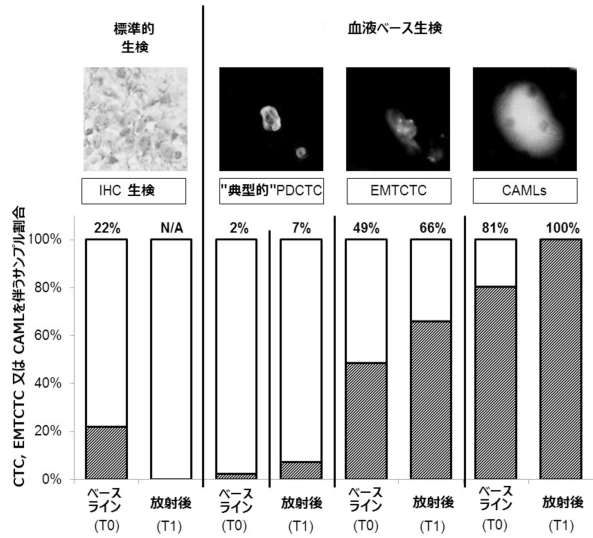 標準的
生検
血液ベース生検
IHC 生検
"典型的"PDCTC
EMTCTC
CAMLs
CTC, EMTCTC 又は CAMLを伴うサンプル割合
22%
N/A
2%
7%
49%
66%
81%
100%
100%
80%
60%
40%
20%
0%
ベース
ライン
(T0)
放射後
(T1)
ベース
ライン
(T0)
放射後
(T1)
ベース
ライン
(T0)
放射後
(T1)
ベース
ライン
(T0)
放射後
(T1)